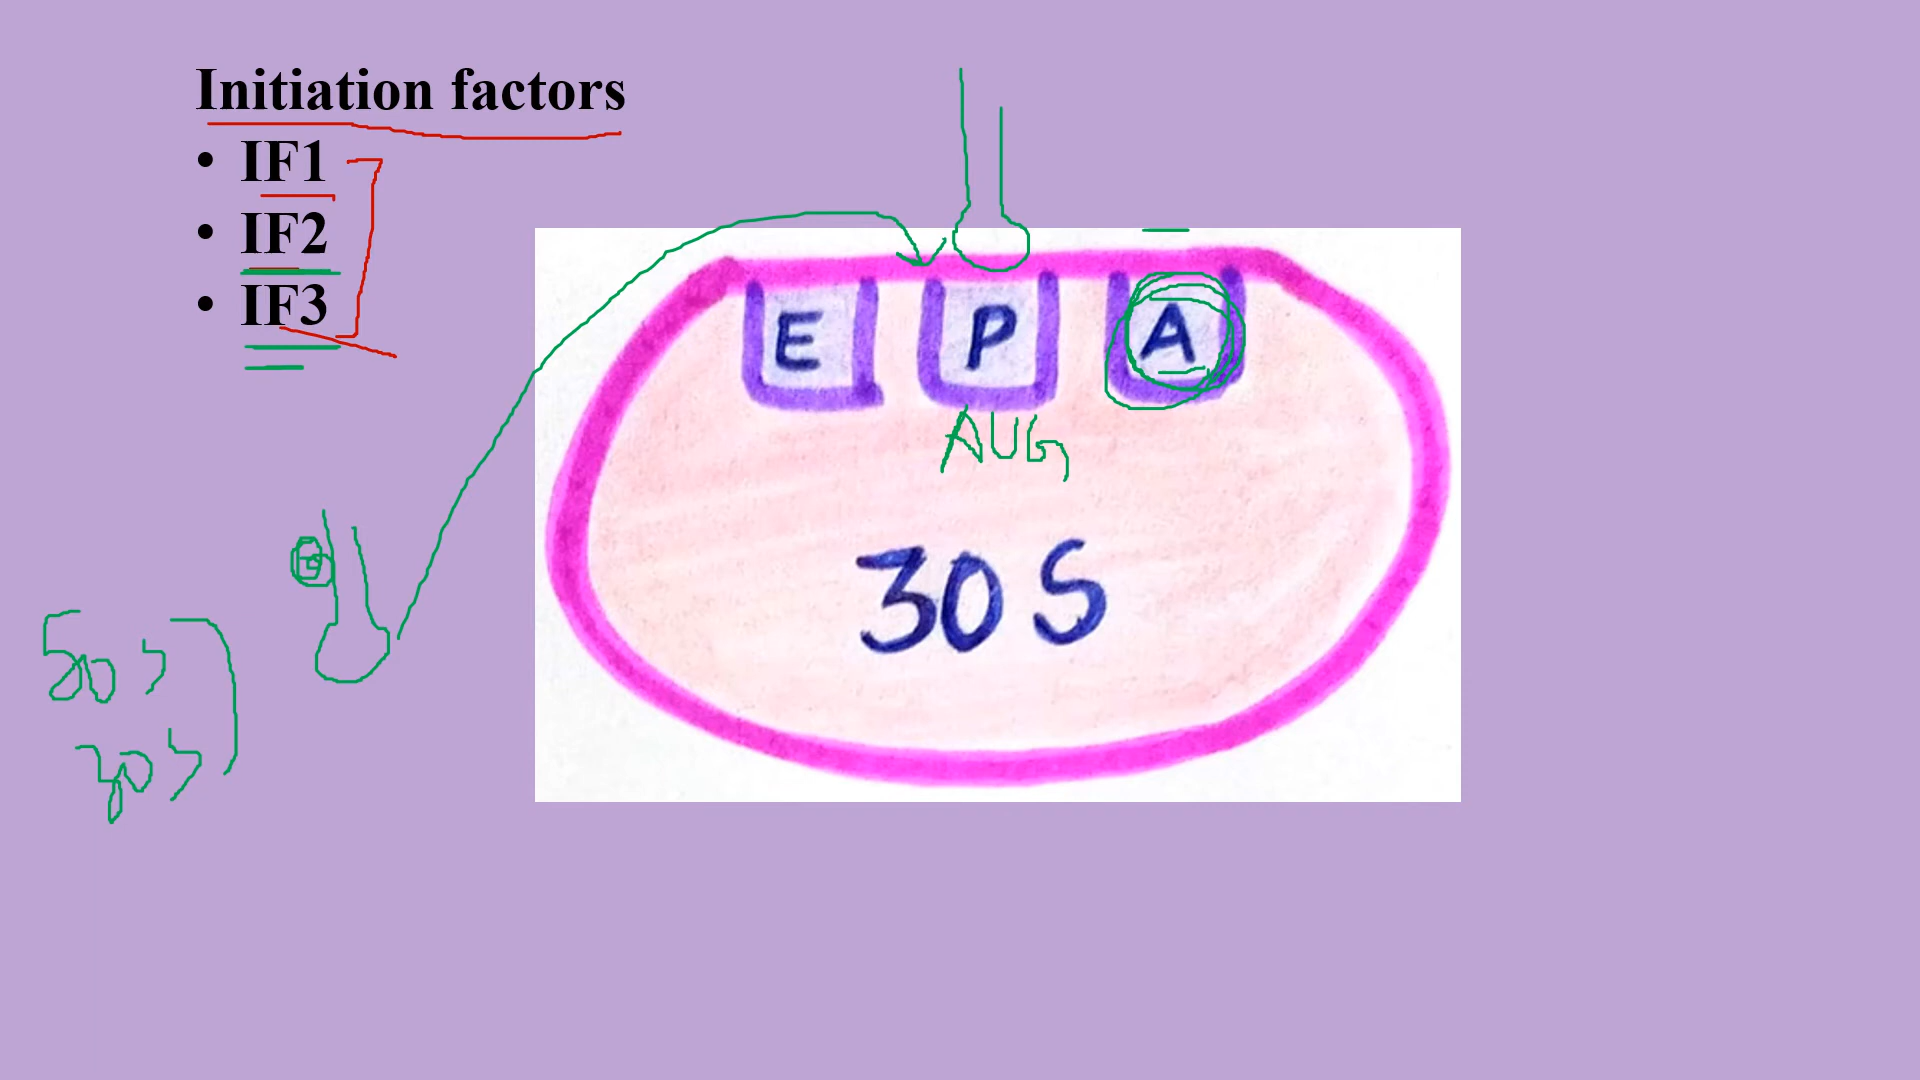 Initiation factors
• IF1
• IF2
• IF3
E P A
AUG
30S
50S
30S